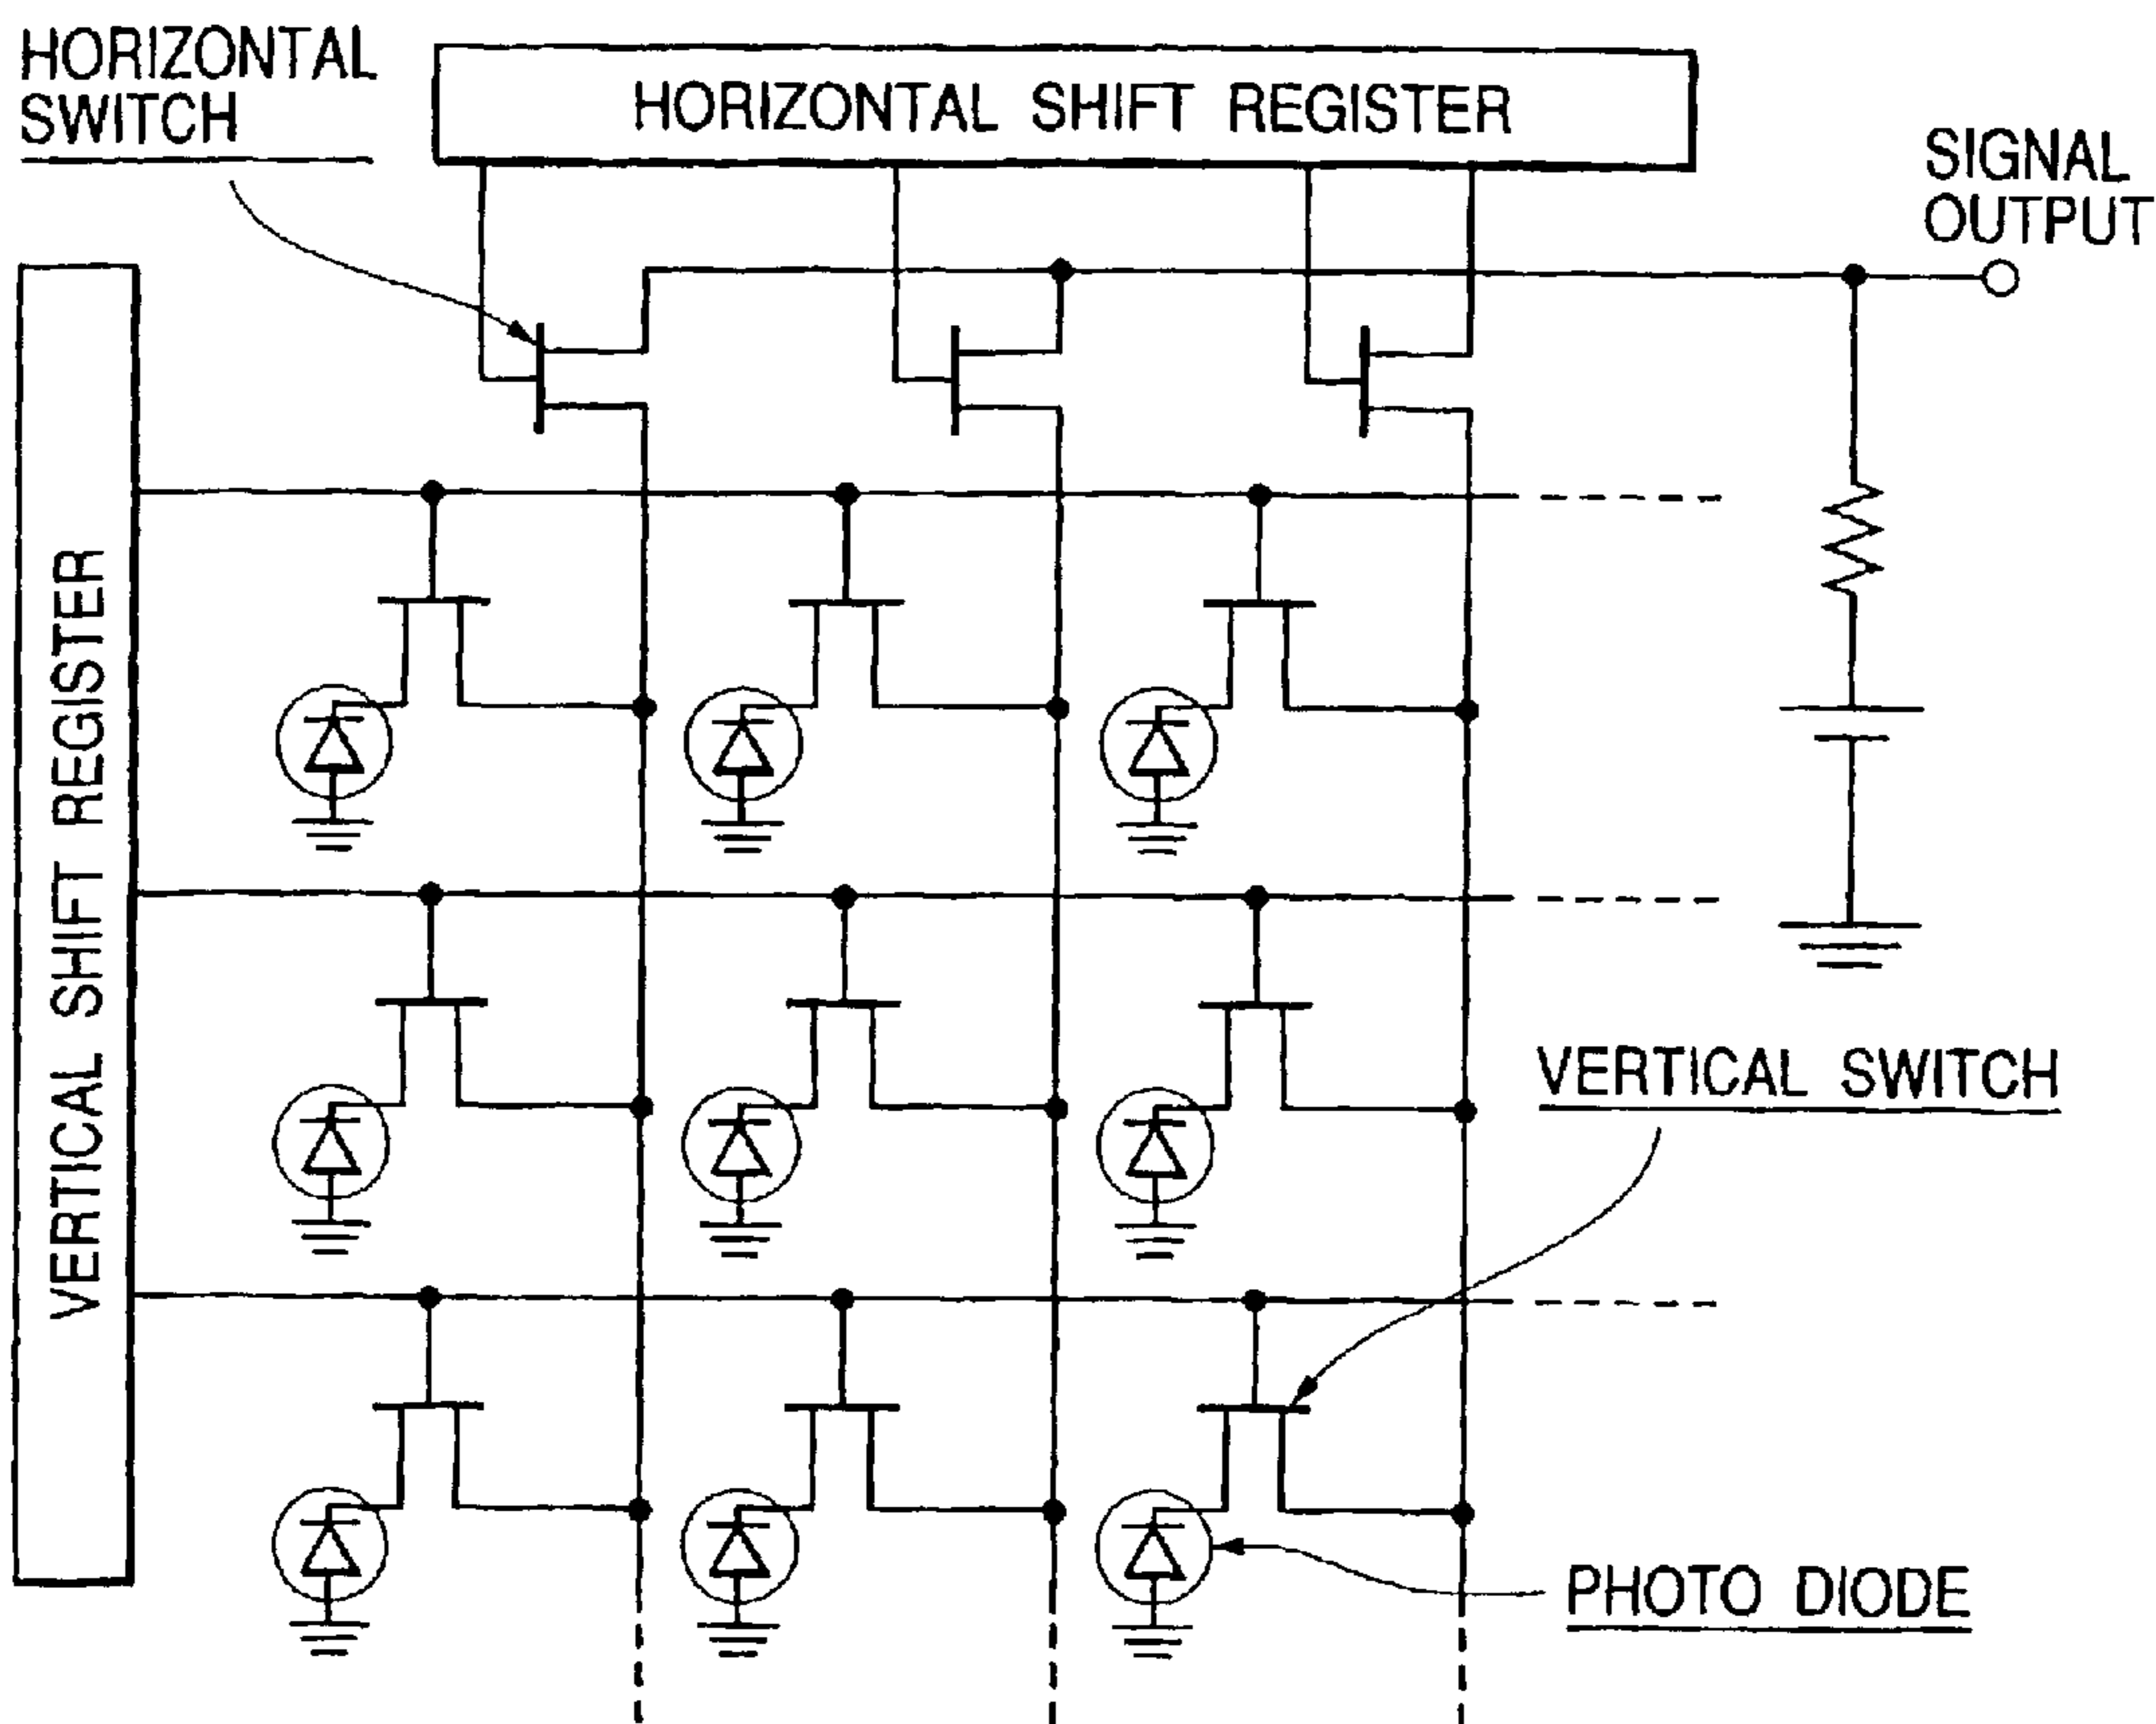 HORIZONTAL
SWITCH
HORIZONTAL SHIFT REGISTER
SIGNAL
OUTPUT
VERTICAL SHIFT REGISTER
VERTICAL SWITCH
PHOTO DIODE